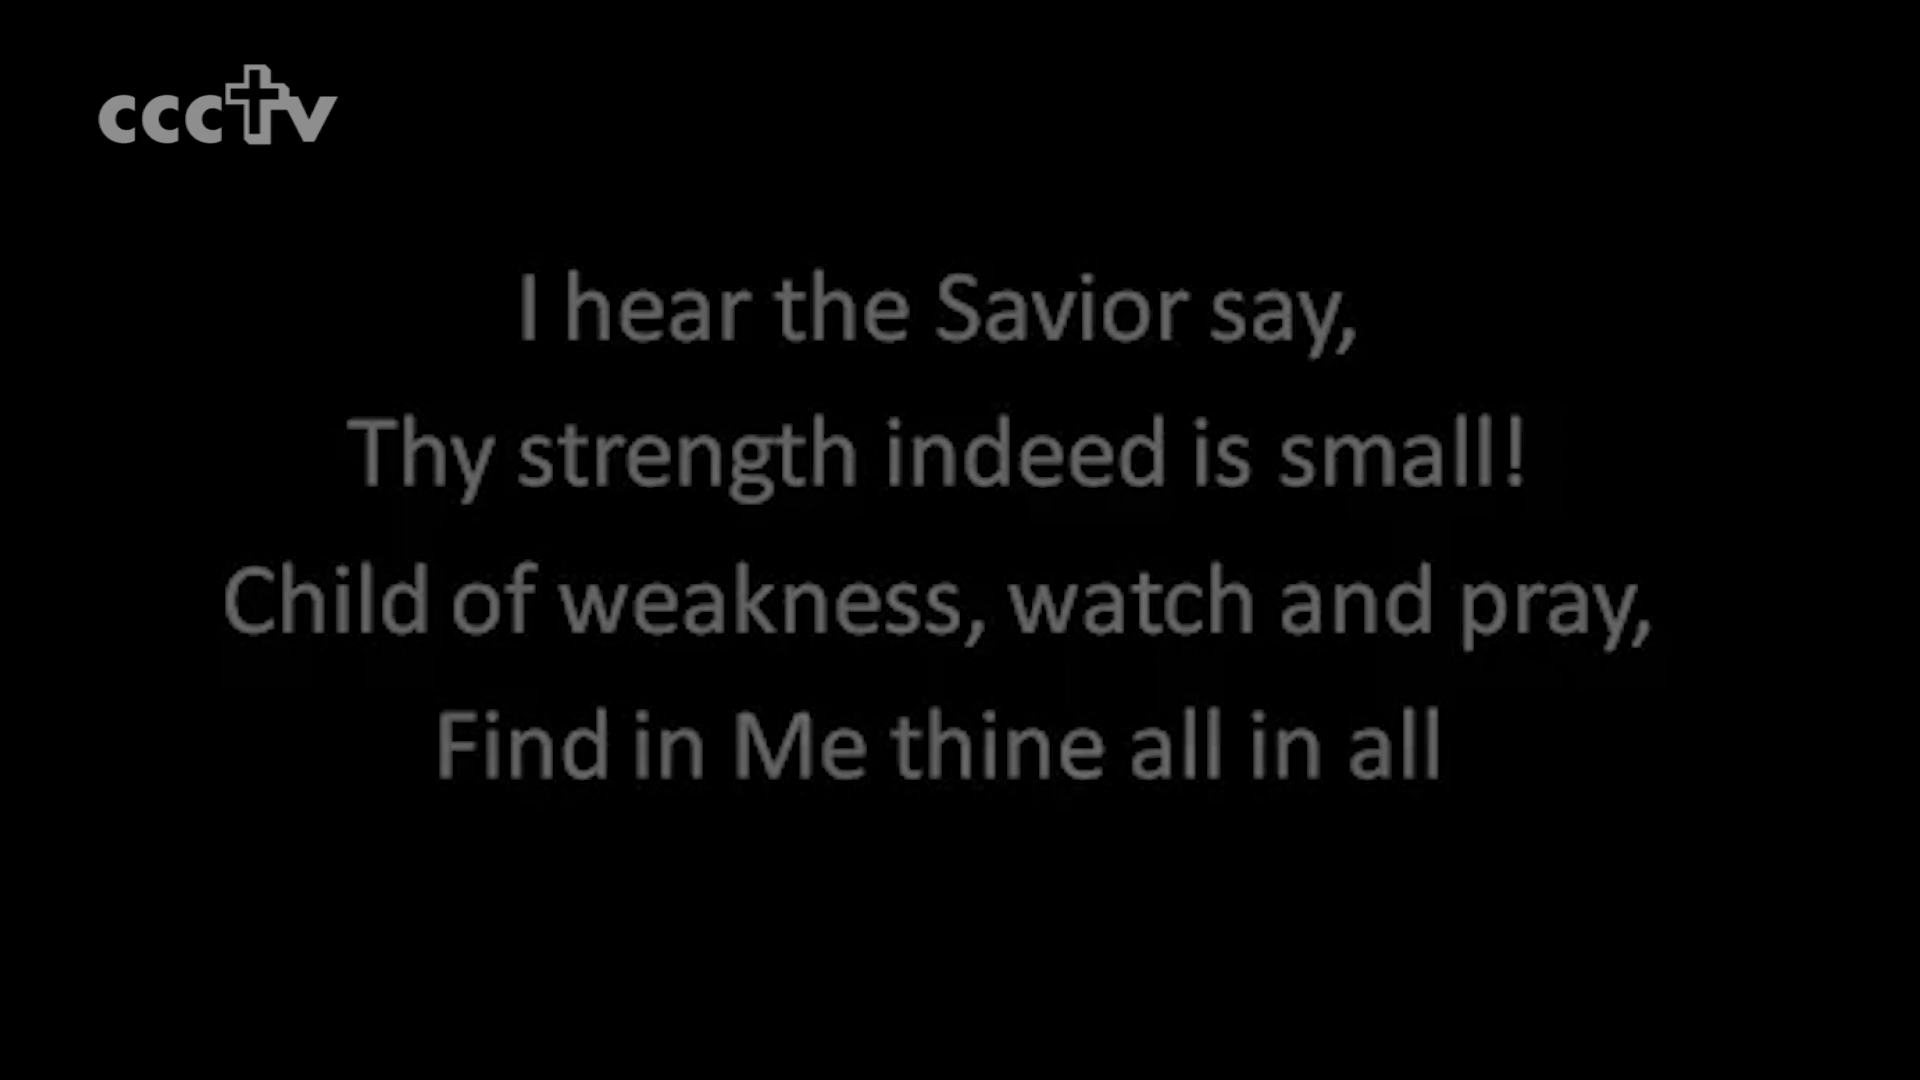 ccctv
I hear the Savior say,
Thy strength indeed is small!
Child of weakness, watch and pray,
Find in Me thine all in all